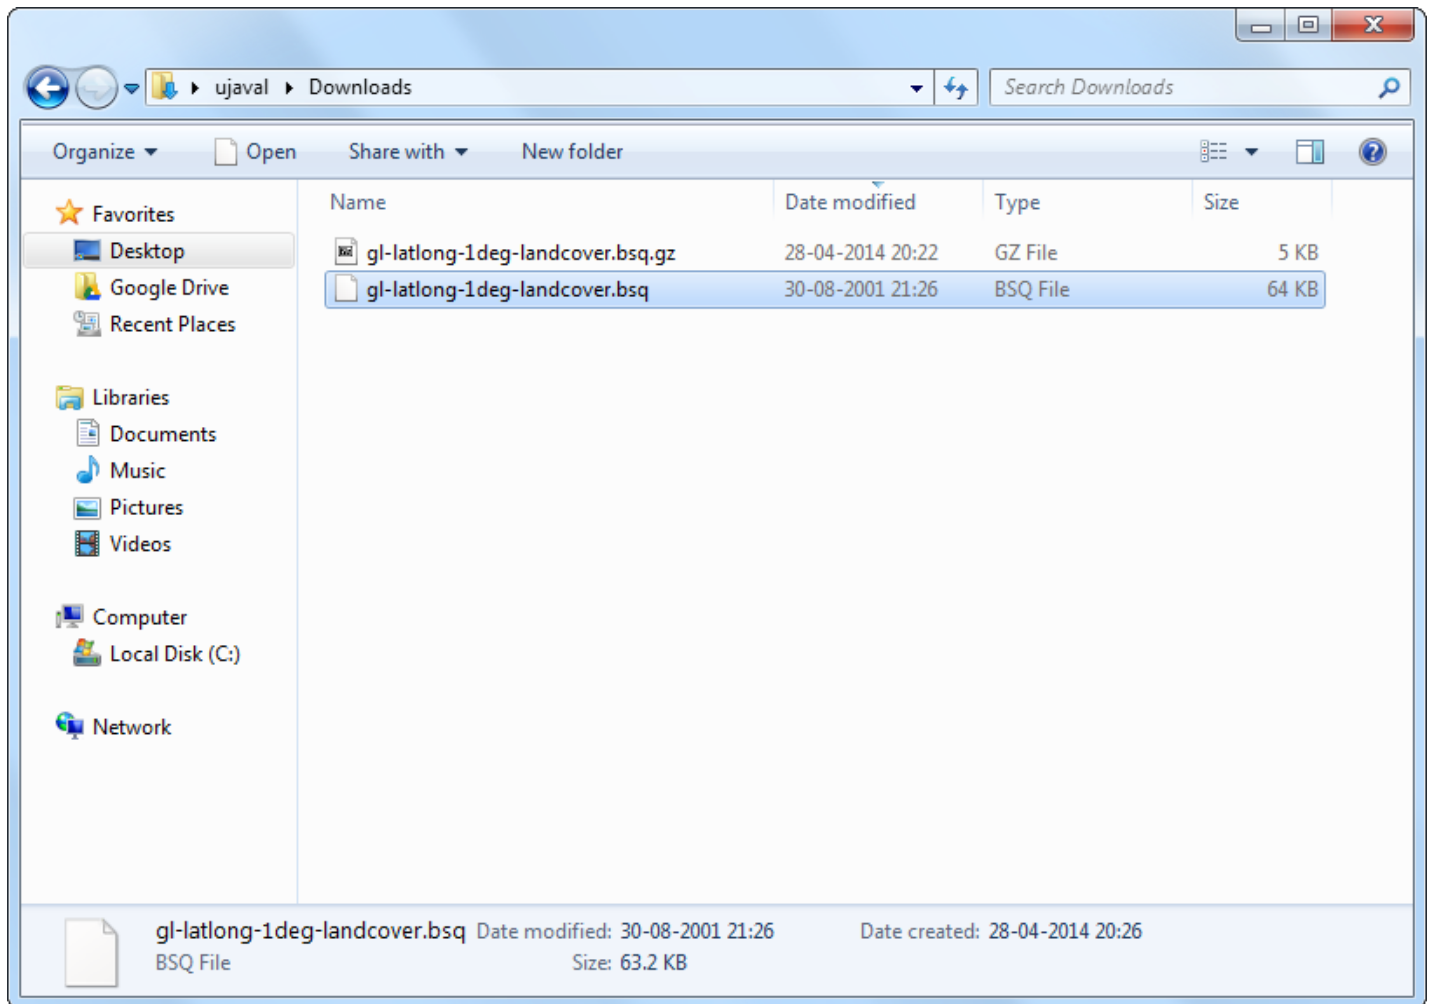 ujaval Downloads Search Downloads
Organize Open Share with New folder
Favorites
Desktop
Google Drive
Recent Places
Libraries
Documents
Music
Pictures
Videos
Computer
Local Disk (C:)
Network
Name Date modified Type Size
gl-latlong-1deg-landcover.bsq.gz 28-04-2014 20:22 GZ File 5 KB
gl-latlong-1deg-landcover.bsq 30-08-2001 21:26 BSQ File 64 KB
gl-latlong-1deg-landcover.bsq Date modified: 30-08-2001 21:26 Date created: 28-04-2014 20:26
BSQ File Size: 63.2 KB